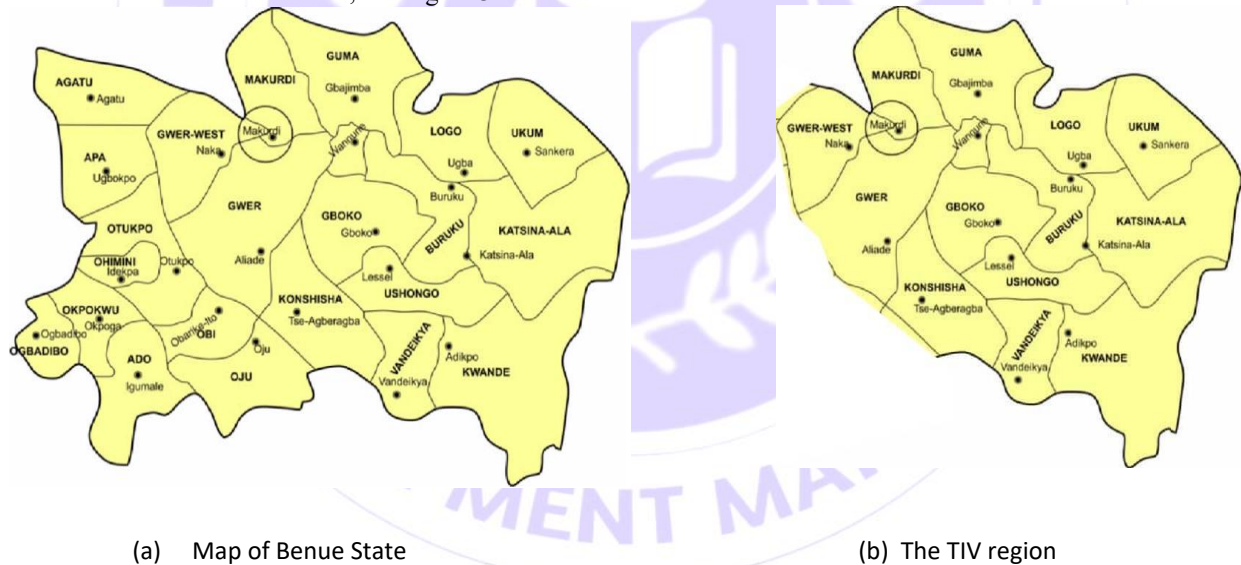 GUMA
AGATU
MAKURDI
Agatu
Gbajimba
GWER-WEST
Makurdi
LOGO
UKUM
Naka
Wannune
Sankera
APA
Ugbokpo
Ugba
Buruku
GWER
GBOKO
OTUKPO
Gboko
BURUKU
KATSINA-ALA
OHIMINI
Otukpo
Aliade
Katsina-Ala
Idekpa
Lessel
USHONGO
OKPOKWU
KONSHISHA
Okpoga
Obarike-Ito
Tse-Agberagba
Ogbadibo
OBI
OGBADIBO
ADO
Oju
VANDEIKYA
Adikpo
Igumale
OJU
KWANDE
Vandeikya
GUMA
MAKURDI
Gbajimba
GWER-WEST
Makurdi
LOGO
UKUM
Naka
Wannune
Sankera
Ugba
Buruku
GWER
GBOKO
Gboko
BURUKU
KATSINA-ALA
Aliade
Katsina-Ala
Lessel
KONSHISHA
USHONGO
Tse-Agberagba
VANDEIKYA
Adikpo
KWANDE
Vandeikya
MENT MA
(a) Map of Benue State
(b) The TIV region